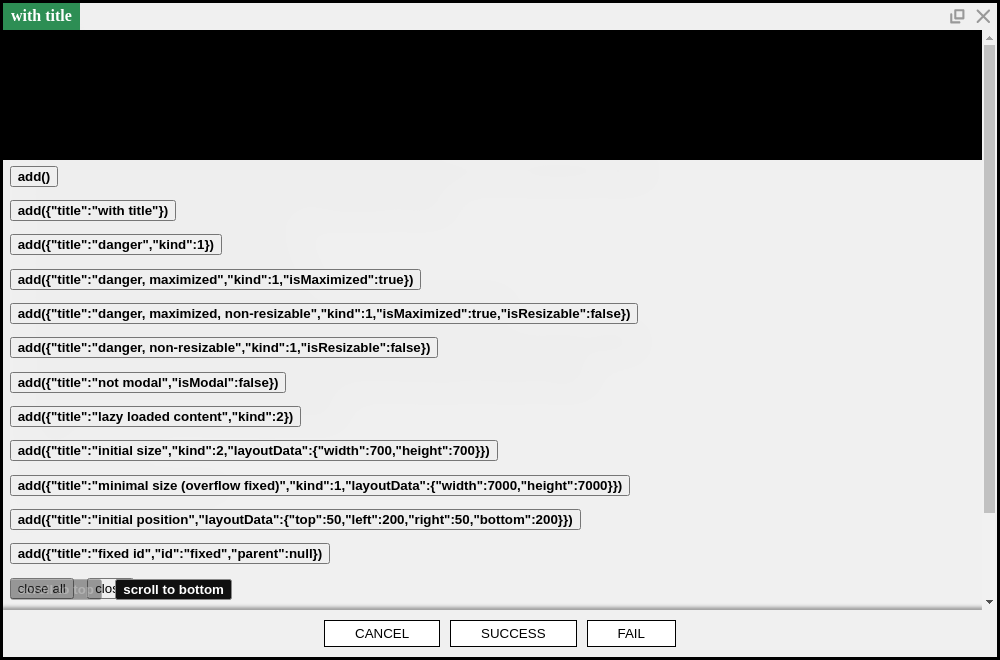 with title
add()
add({"title":"with title"})
add({"title":"danger","kind":1})
add({"title":"danger, maximized","kind":1,"isMaximized":true})
add({"title":"danger, maximized, non-resizable","kind":1,"isMaximized":true,"isResizable":false})
add({"title":"danger, non-resizable","kind":1,"isResizable":false})
add({"title":"not modal","isModal":false})
add({"title":"lazy loaded content","kind":2})
add({"title":"initial size","kind":2,"layoutData":{"width":700,"height":700}})
add({"title":"minimal size (overflow fixed)","kind":1,"layoutData":{"width":7000,"height":7000}})
add({"title":"initial position","layoutData":{"top":50,"left":200,"right":50,"bottom":200}})
add({"title":"fixed id","id":"fixed","parent":null})
close all scroll to bottom
CANCEL SUCCESS FAIL